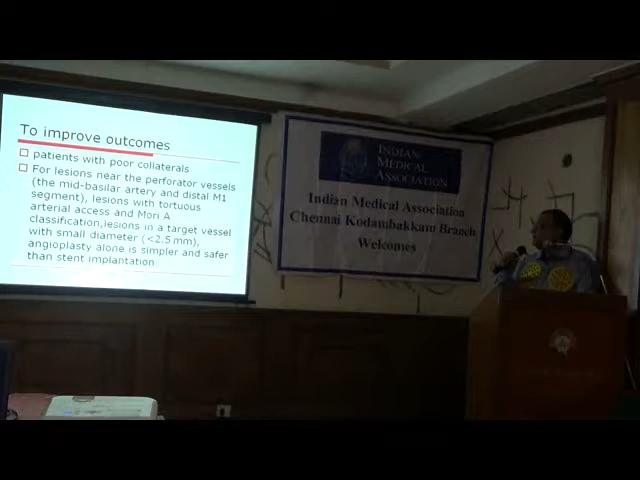 To improve outcomes
patients with poor collaterals
For lesions near the perforator vessels
(the mid-basilar artery and distal M1
segment), lesions with tortuous
arterial access and Mori A
classification,lesions in a target vessel
with small diameter (<2.5 mm),
angioplasty alone is simpler and safer
than stent implantation
INDIAN
MEDICAL
ASSOCIATION
Indian Medical Association
Chennai Kodambakkam Branch
Welcomes